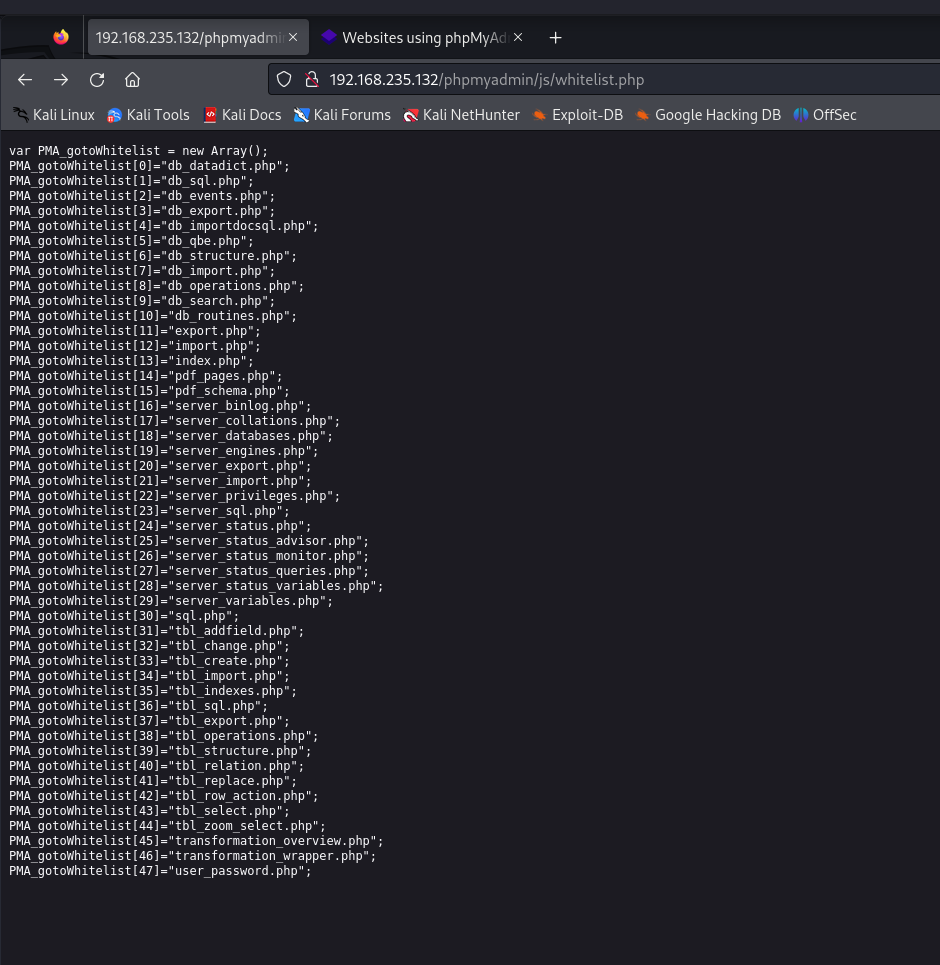 192.168.235.132/phpmyadmi
Websites using phpMyAd
192.168.235.132/phpmyadmin/js/whitelist.php
Kali Linux Kali Tools Kali Docs Kali Forums Kali NetHunter Exploit-DB Google Hacking DB OffSec
var PMA_gotoWhitelist = new Array();
PMA_gotoWhitelist[0]="db_datadict.php";
PMA_gotoWhitelist[1]="db_sql.php";
PMA_gotoWhitelist[2]="db_events.php";
PMA_gotoWhitelist[3]="db_export.php";
PMA_gotoWhitelist[4]="db_importdocsql.php";
PMA_gotoWhitelist[5]="db_qbe.php";
PMA_gotoWhitelist[6]="db_structure.php";
PMA_gotoWhitelist[7]="db_import.php";
PMA_gotoWhitelist[8]="db_operations.php";
PMA_gotoWhitelist[9]="db_search.php";
PMA_gotoWhitelist[10]="db_routines.php";
PMA_gotoWhitelist[11]="export.php";
PMA_gotoWhitelist[12]="import.php";
PMA_gotoWhitelist[13]="index.php";
PMA_gotoWhitelist[14]="pdf_pages.php";
PMA_gotoWhitelist[15]="pdf_schema.php";
PMA_gotoWhitelist[16]="server_binlog.php";
PMA_gotoWhitelist[17]="server_collations.php";
PMA_gotoWhitelist[18]="server_databases.php";
PMA_gotoWhitelist[19]="server_engines.php";
PMA_gotoWhitelist[20]="server_export.php";
PMA_gotoWhitelist[21]="server_import.php";
PMA_gotoWhitelist[22]="server_privileges.php";
PMA_gotoWhitelist[23]="server_sql.php";
PMA_gotoWhitelist[24]="server_status.php";
PMA_gotoWhitelist[25]="server_status_advisor.php";
PMA_gotoWhitelist[26]="server_status_monitor.php";
PMA_gotoWhitelist[27]="server_status_queries.php";
PMA_gotoWhitelist[28]="server_status_variables.php";
PMA_gotoWhitelist[29]="server_variables.php";
PMA_gotoWhitelist[30]="sql.php";
PMA_gotoWhitelist[31]="tbl_addfield.php";
PMA_gotoWhitelist[32]="tbl_change.php";
PMA_gotoWhitelist[33]="tbl_create.php";
PMA_gotoWhitelist[34]="tbl_import.php";
PMA_gotoWhitelist[35]="tbl_indexes.php";
PMA_gotoWhitelist[36]="tbl_sql.php";
PMA_gotoWhitelist[37]="tbl_export.php";
PMA_gotoWhitelist[38]="tbl_operations.php";
PMA_gotoWhitelist[39]="tbl_structure.php";
PMA_gotoWhitelist[40]="tbl_relation.php";
PMA_gotoWhitelist[41]="tbl_replace.php";
PMA_gotoWhitelist[42]="tbl_row_action.php";
PMA_gotoWhitelist[43]="tbl_select.php";
PMA_gotoWhitelist[44]="tbl_zoom_select.php";
PMA_gotoWhitelist[45]="transformation_overview.php";
PMA_gotoWhitelist[46]="transformation_wrapper.php";
PMA_gotoWhitelist[47]="user_password.php";